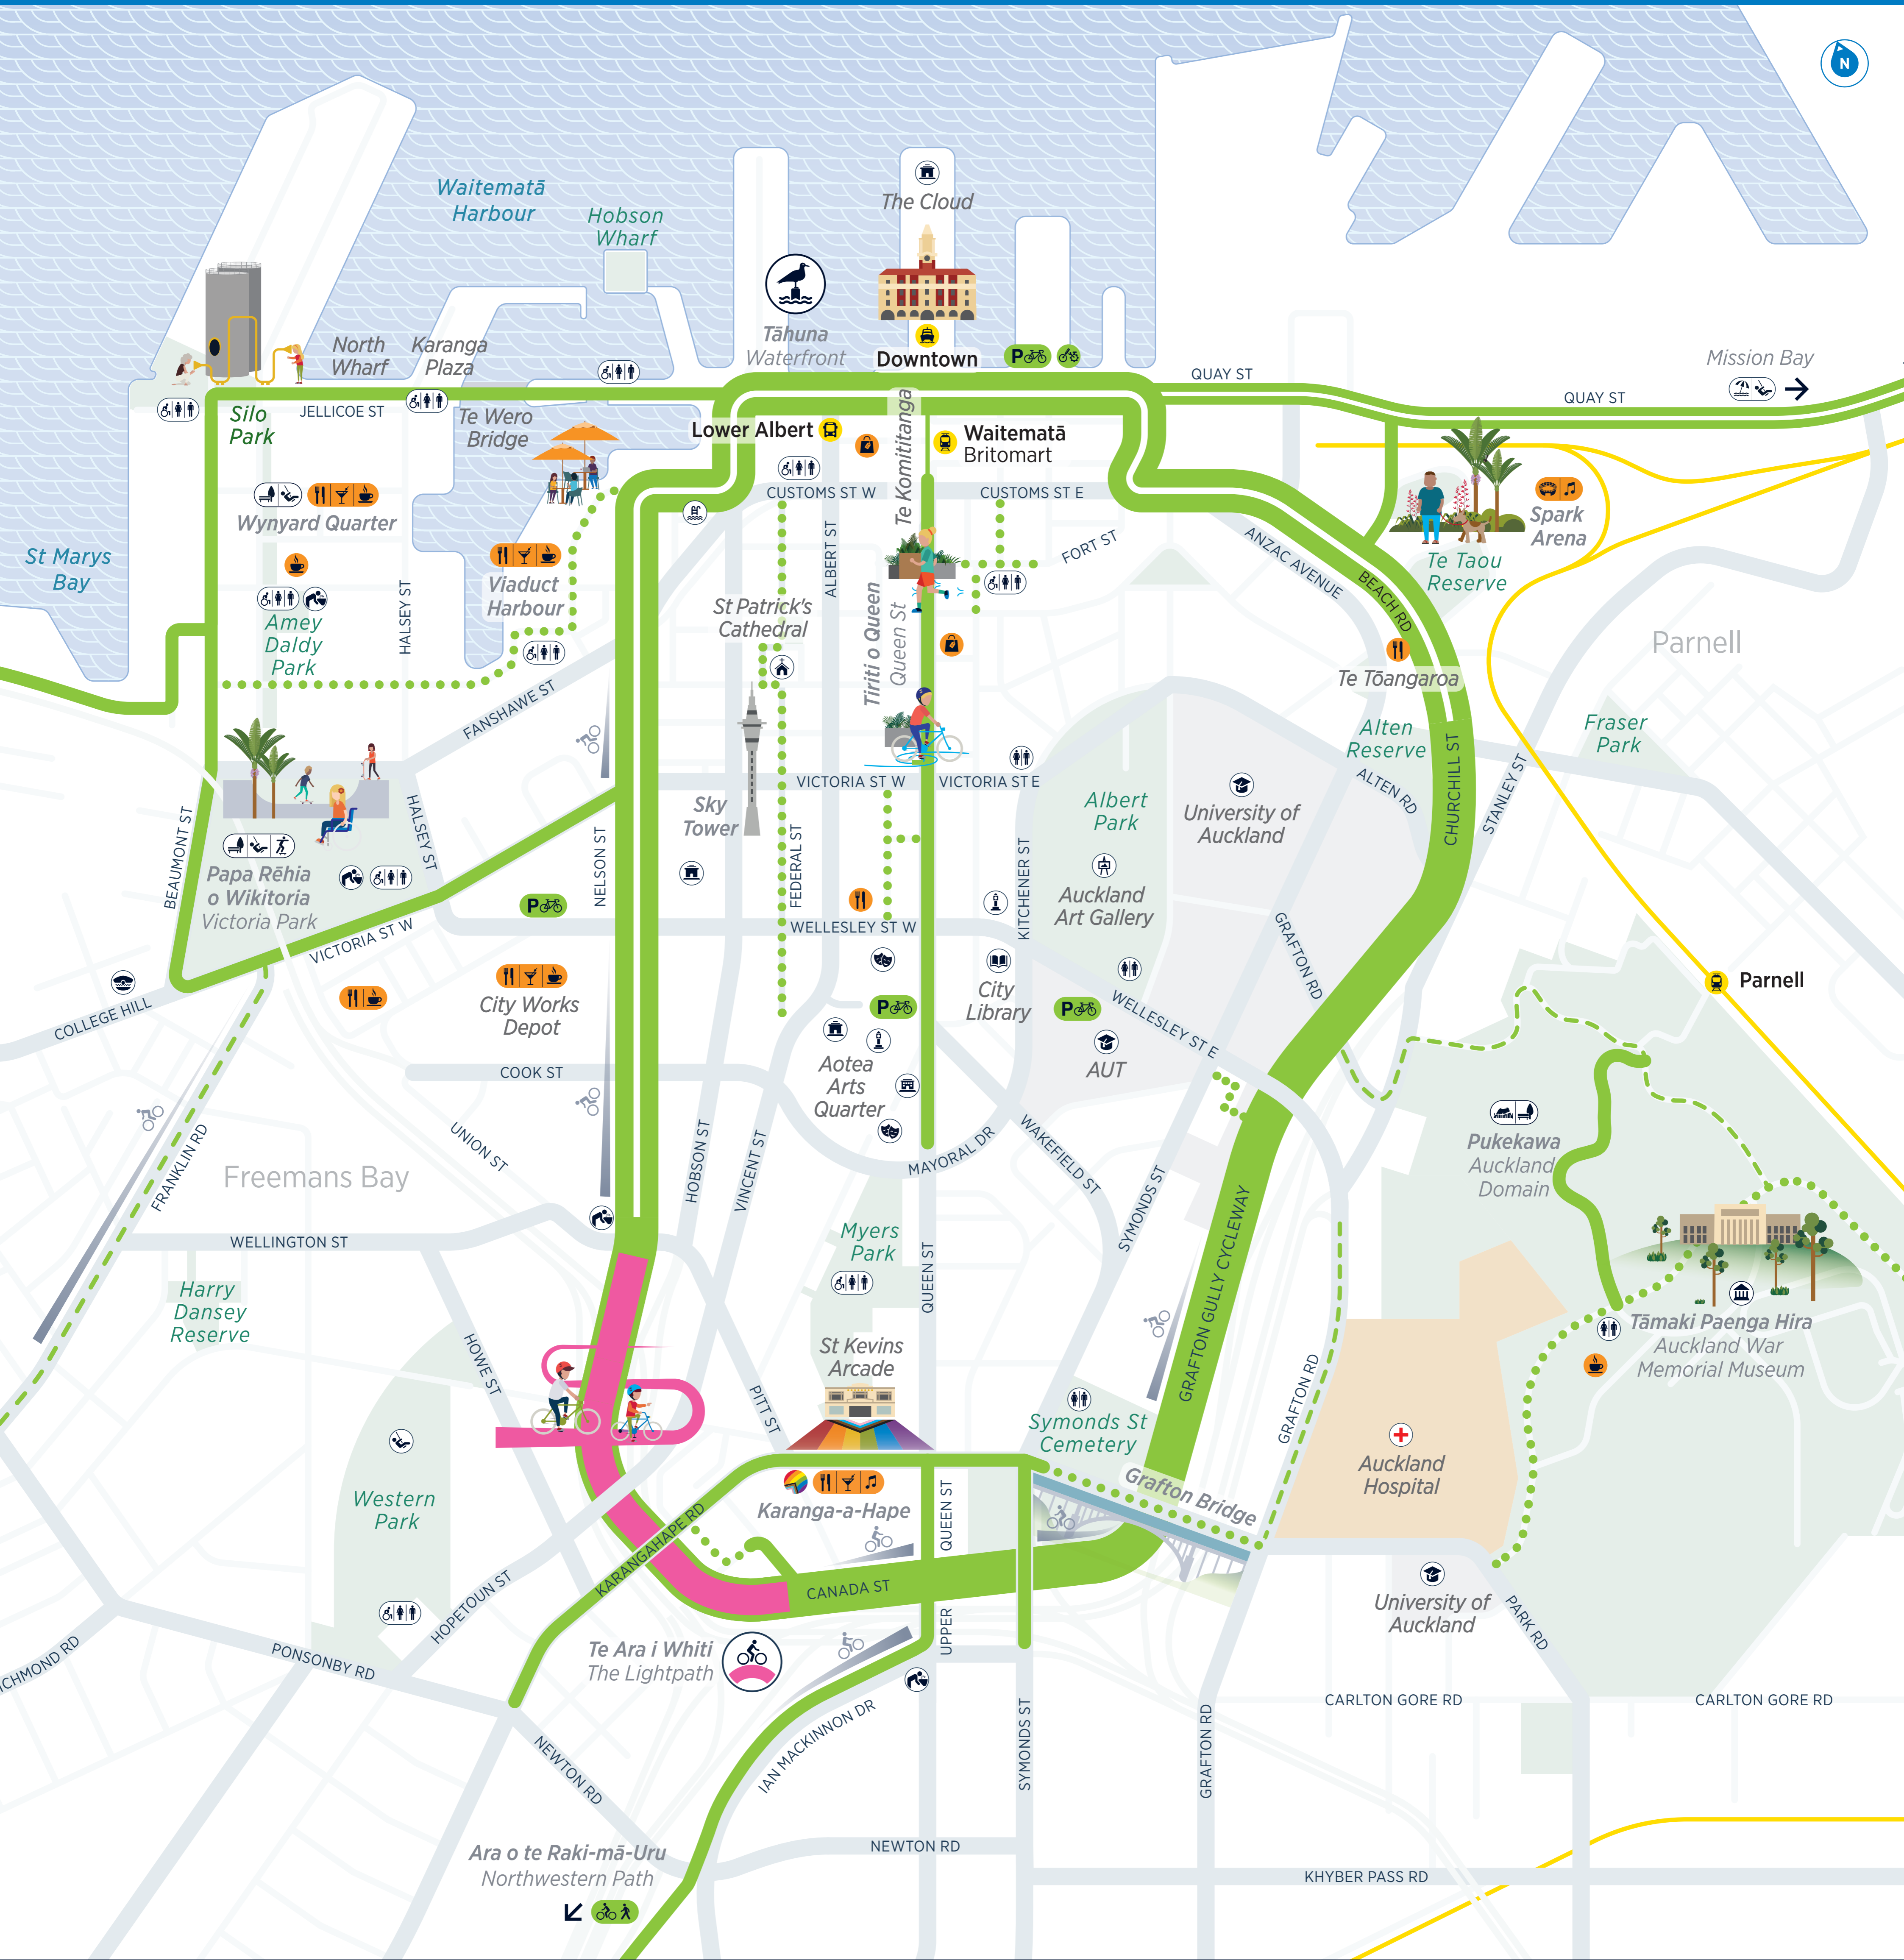 N
Waitematā
Harbour
Hobson
Wharf
The Cloud
Tāhuna
Waterfront
Downtown
P
North
Wharf
Karanga
Plaza
QUAY ST
Mission Bay
QUAY ST
Silo
Park
JELLICOE ST
Te Wero
Bridge
Lower Albert
Te Komititanga
Waitematā
Britomart
CUSTOMS ST W
CUSTOMS ST E
Wynyard Quarter
Spark
Arena
St Marys
Bay
Viaduct
Harbour
HALSEY ST
ALBERT ST
FORT ST
ANZAC AVENUE
BEACH RD
Te Taou
Reserve
Amey
Daldy
Park
St Patrick's
Cathedral
Tiriti o Queen
Queen St
Parnell
Te Tōangaroa
FANSHAWE ST
Alten
Reserve
Fraser
Park
VICTORIA ST W
VICTORIA ST E
ALTEN RD
CHURCHILL ST
STANLEY ST
Sky
Tower
Albert
Park
University of
Auckland
BEAUMONT ST
HALSEY ST
NELSON ST
FEDERAL ST
KITCHENER ST
Papa Rēhia
o Wikitoria
Victoria Park
P
Auckland
Art Gallery
VICTORIA ST W
WELLESLEY ST W
GRAFTON RD
COLLEGE HILL
City Works
Depot
City
Library
P
P
WELLESLEY ST E
Parnell
COOK ST
Aotea
Arts
Quarter
AUT
FRANKLIN RD
UNION ST
HOBSON ST
VINCENT ST
MAYORAL DR
WAKEFIELD ST
SYMONDS ST
Pukekawa
Auckland
Domain
Freemans Bay
WELLINGTON ST
Myers
Park
QUEEN ST
GRAFTON GULLY CYCLEWAY
Harry
Dansey
Reserve
Tāmaki Paenga Hira
Auckland War
Memorial Museum
HOWE ST
St Kevins
Arcade
PITT ST
GRAFTON RD
Symonds St
Cemetery
Auckland
Hospital
Grafton Bridge
Western
Park
Karanga-a-Hape
QUEEN ST
KARANGAHAPE RD
CANADA ST
HOPETOUN ST
University of
Auckland
PARK RD
UPPER
Te Ara i Whiti
The Lightpath
CHMOND RD
PONSONBY RD
CARLTON GORE RD
CARLTON GORE RD
IAN MACKINNON DR
SYMONDS ST
GRAFTON RD
NEWTON RD
Ara o te Raki-mā-Uru
Northwestern Path
NEWTON RD
KHYBER PASS RD